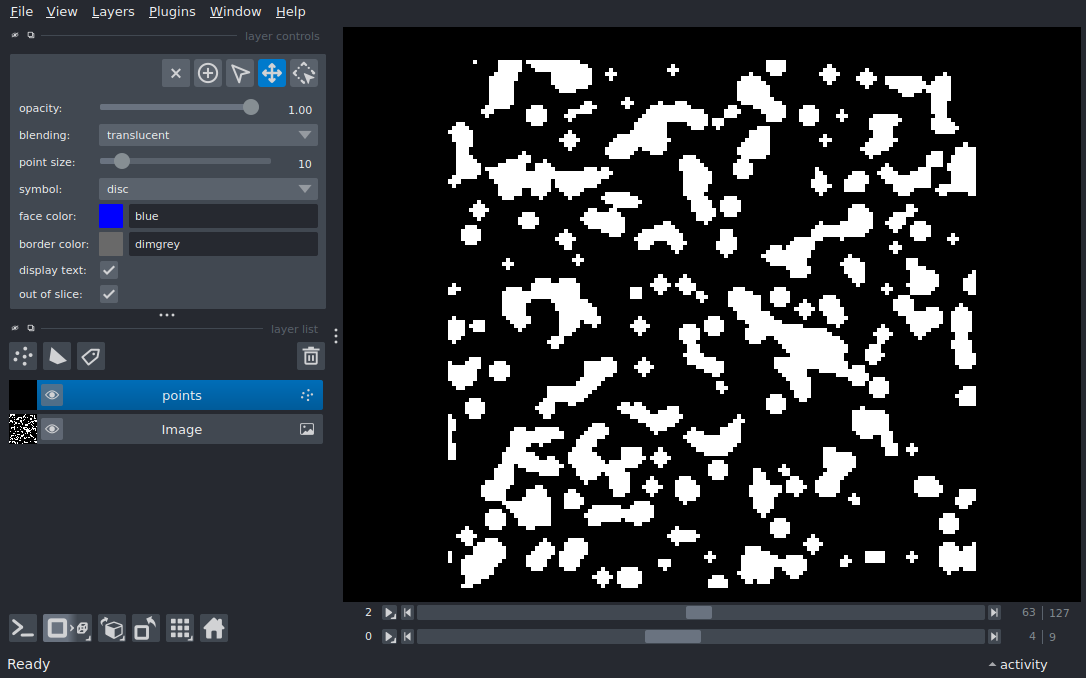 File View Layers Plugins Window Help
layer controls
opacity: 1.00
blending: translucent
point size: 10
symbol: disc
face color: blue
border color: dimgrey
display text:
out of slice:
layer list
points
Image
2 63 127
0 4 9
Ready activity